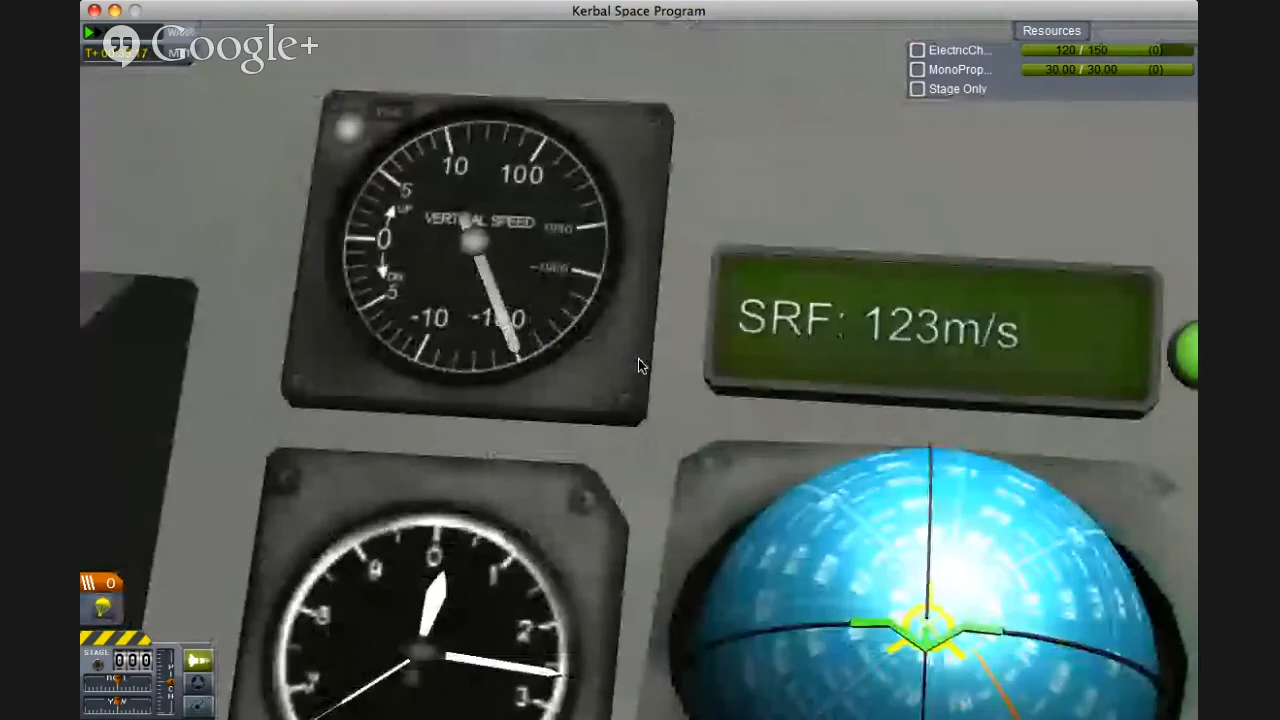 Kerbal Space Program
Google+
Resources
ElectricCh... 120 / 150 (0)
MonoProp... 30.00 / 30.00 (0)
Stage Only
10 100
5
UP
VERTICAL SPEED
0
DN
5
-10 -100
SRF: 123m/s
0
0
9 1
2
3
STAGE
000